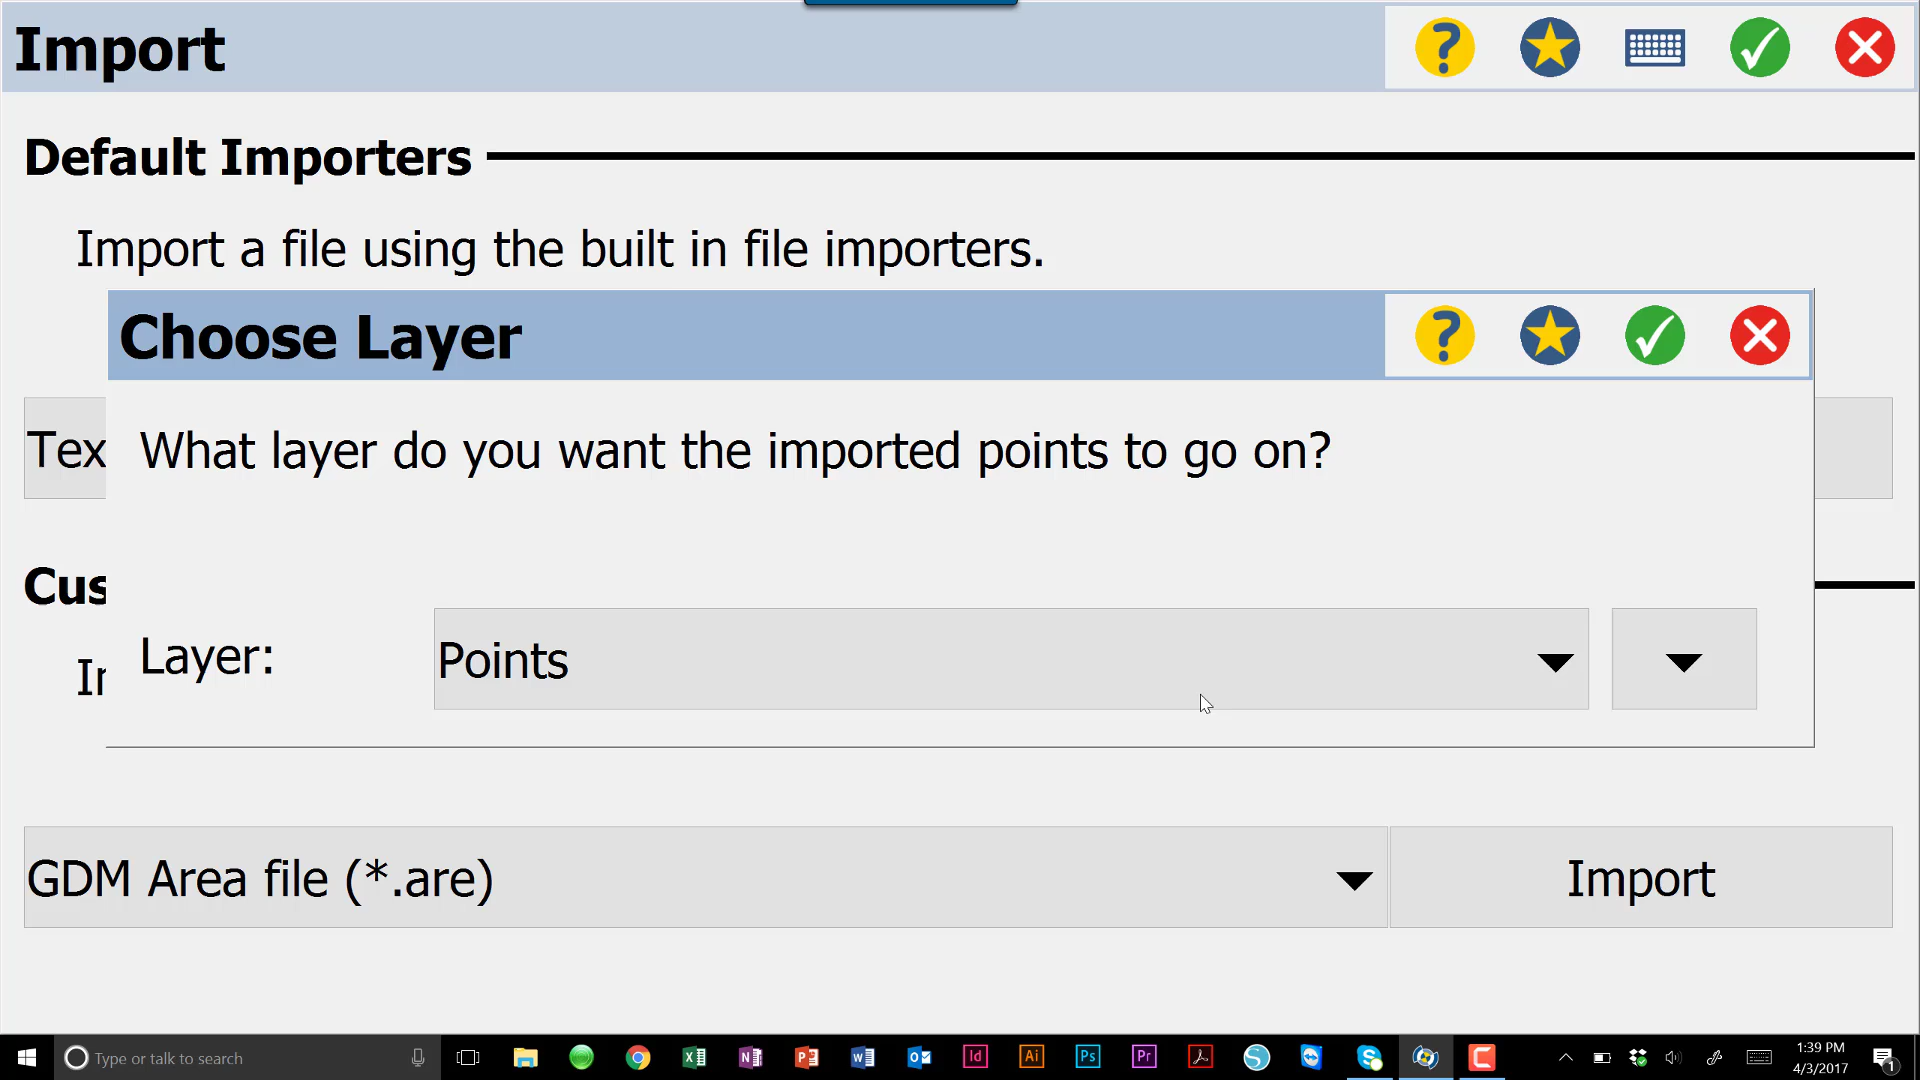 Import
Default Importers
Import a file using the built in file importers.
Choose Layer
Tex
What layer do you want the imported points to go on?
Cus
Layer:
Points
GDM Area file (*.are)
Import
Type or talk to search
1:39 PM
4/3/2017